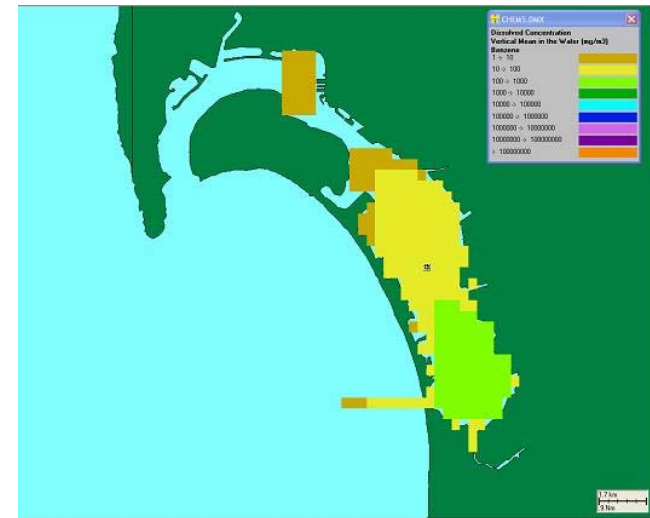 CHEM5.DMX
Dissolved Concentration
Vertical Mean in the Water (mg/m3)
Benzene
1 -> 10
10 -> 100
100 -> 1000
1000 -> 10000
10000 -> 100000
100000 -> 1000000
1000000 -> 10000000
10000000 -> 100000000
> 100000000
1.7 km
.9 Nm